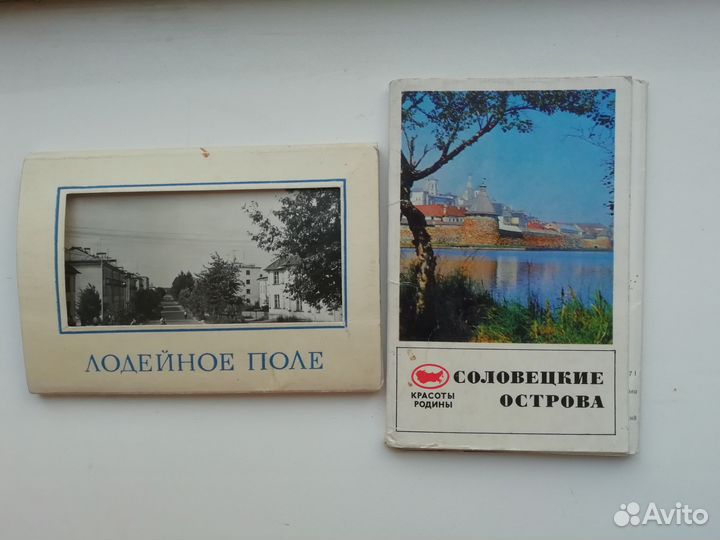 ЛОДЕЙНОЕ ПОЛЕ
КРАСОТЫ
РОДИНЫ
СОЛОВЕЦКИЕ
ОСТРОВА
Avito